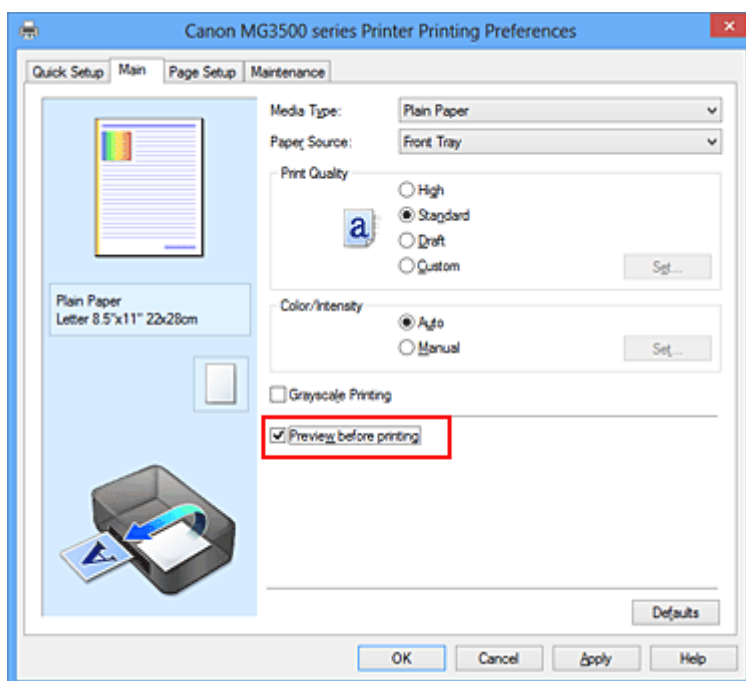 Canon MG3500 series Printer Printing Preferences
Quick Setup Main Page Setup Maintenance
Media Type: Plain Paper
Paper Source: Front Tray
Print Quality
High
a Standard
Draft
Custom Set...
Plain Paper
Letter 8.5"x11" 22x28cm
Color/Intensity
Auto
Manual Set...
Grayscale Printing
Preview before printing
A
Defaults
OK Cancel Apply Help